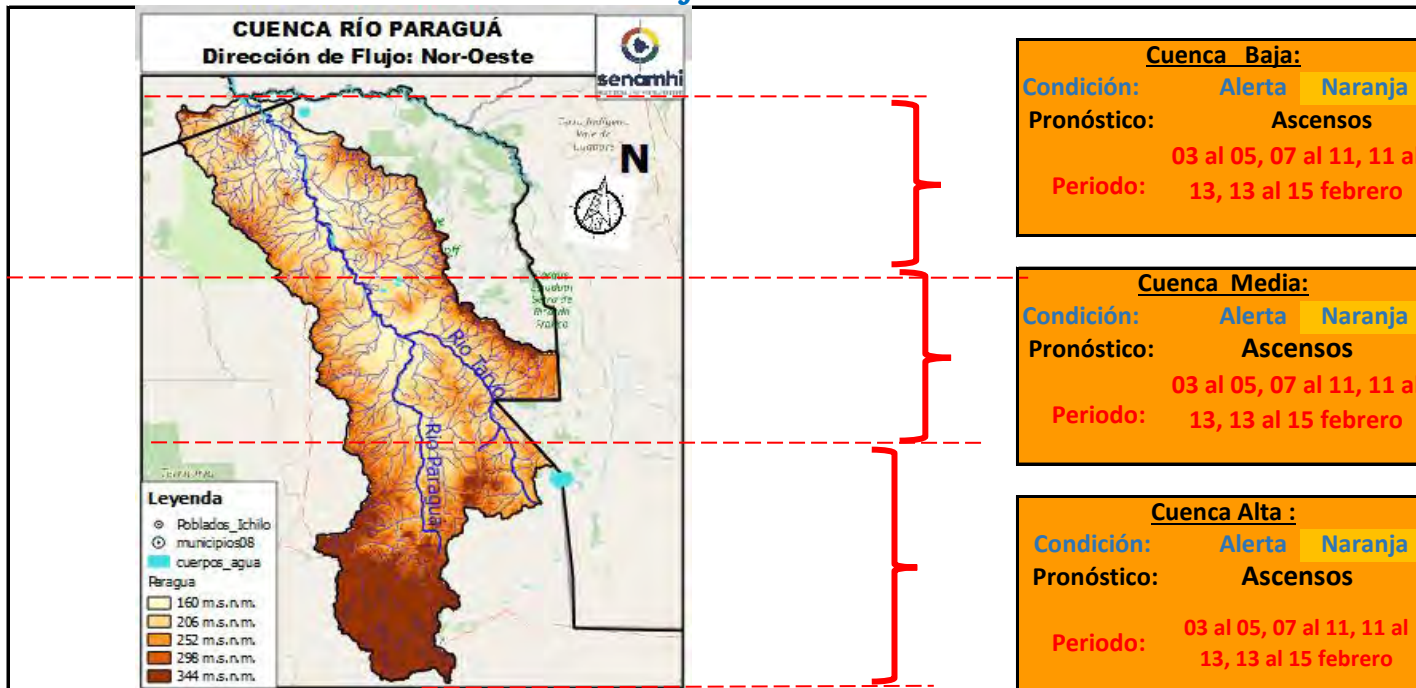 CUENCA RÍO PARAGUÁ
Dirección de Flujo: Nor-Oeste
senamhi
N
Río Tarvo
Río Paraguá
Leyenda
Poblados_Ichilo
municipios08
cuerpos_agua
Paragua
160 m.s.n.m.
206 m.s.n.m.
252 m.s.n.m.
298 m.s.n.m.
344 m.s.n.m.
Cuenca Baja:
Condición: Alerta Naranja
Pronóstico: Ascensos
03 al 05, 07 al 11, 11 al
Periodo: 13, 13 al 15 febrero
Cuenca Media:
Condición: Alerta Naranja
Pronóstico: Ascensos
03 al 05, 07 al 11, 11 al
Periodo: 13, 13 al 15 febrero
Cuenca Alta :
Condición: Alerta Naranja
Pronóstico: Ascensos
03 al 05, 07 al 11, 11 al
Periodo: 13, 13 al 15 febrero